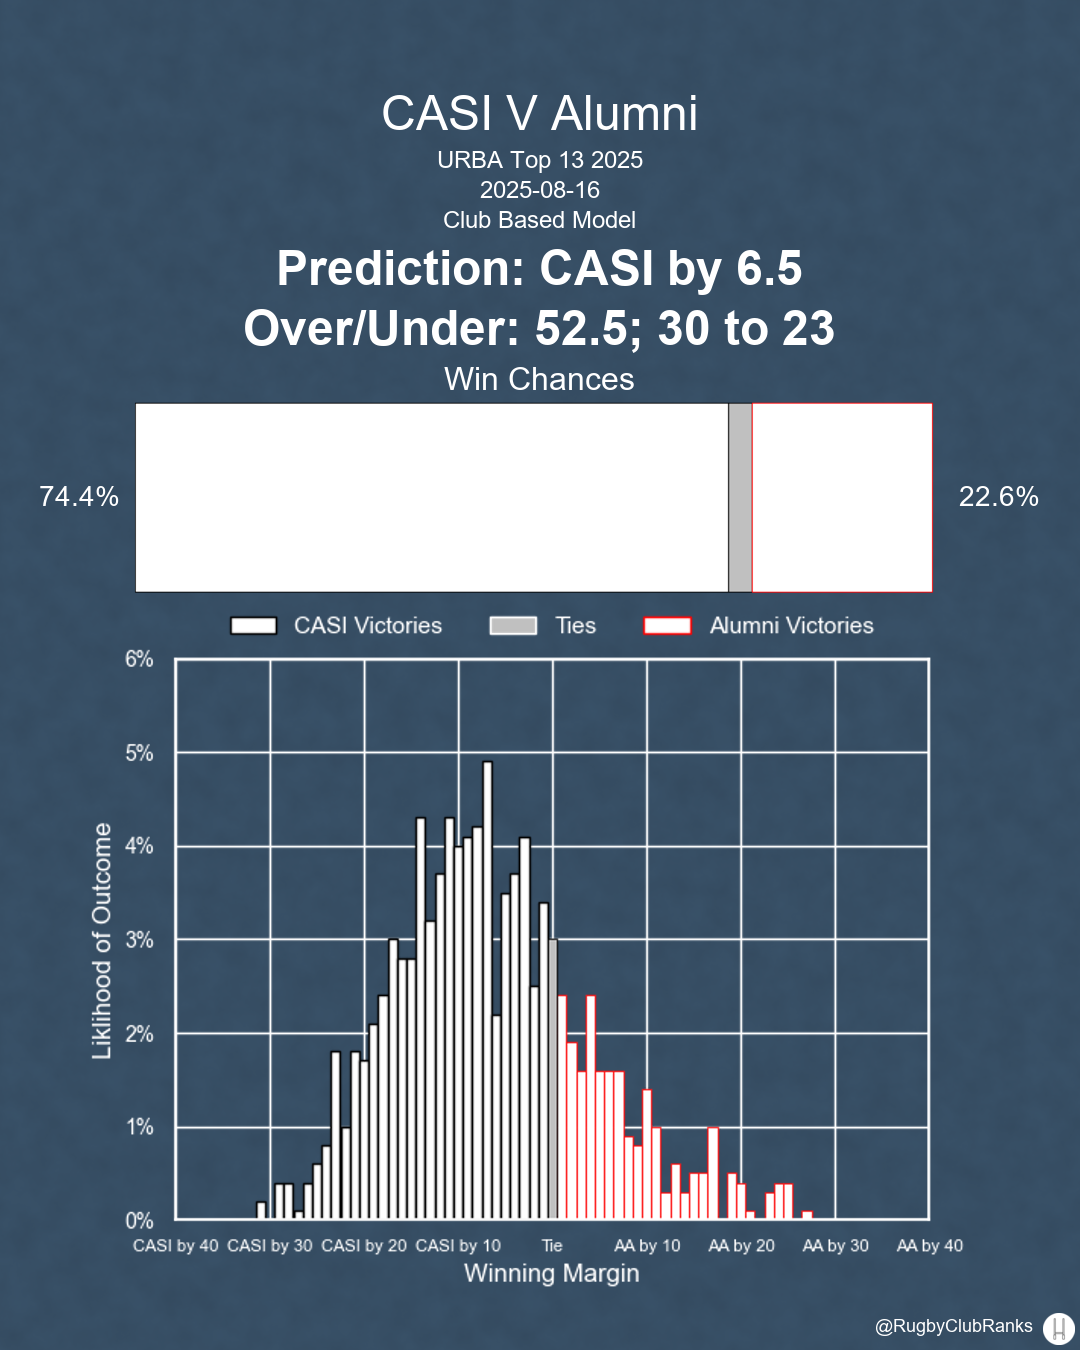 CASI V Alumni
URBA Top 13 2025
2025-08-16
Club Based Model
Prediction: CASI by 6.5
Over/Under: 52.5; 30 to 23
Win Chances
74.4%
22.6%
CASI Victories
Ties
Alumni Victories
6%
5%
4%
3%
2%
1%
0%
Liklihood of Outcome
CASI by 40
CASI by 30
CASI by 20
CASI by 10
Tie
AA by 10
AA by 20
AA by 30
AA by 40
Winning Margin
@RugbyClubRanks